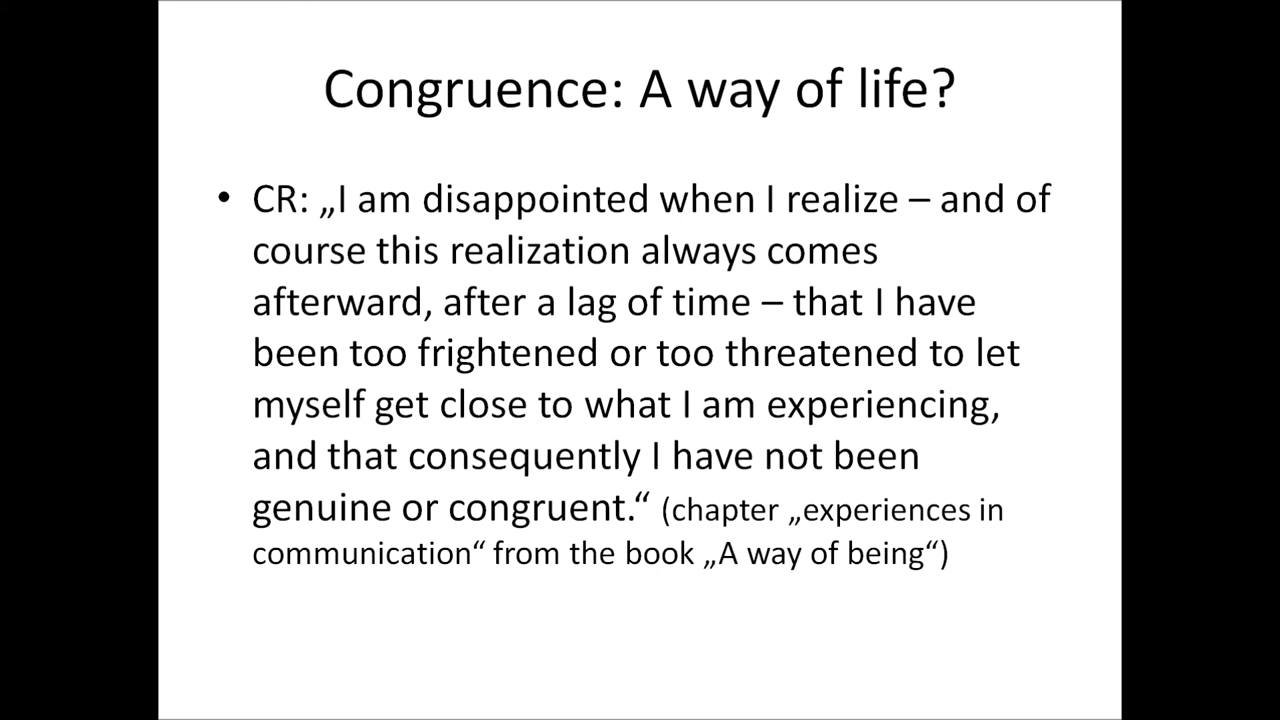 Congruence: A way of life?
• CR: „I am disappointed when I realize – and of
course this realization always comes
afterward, after a lag of time – that I have
been too frightened or too threatened to let
myself get close to what I am experiencing,
and that consequently I have not been
genuine or congruent.“ (chapter „experiences in
communication“ from the book „A way of being“)